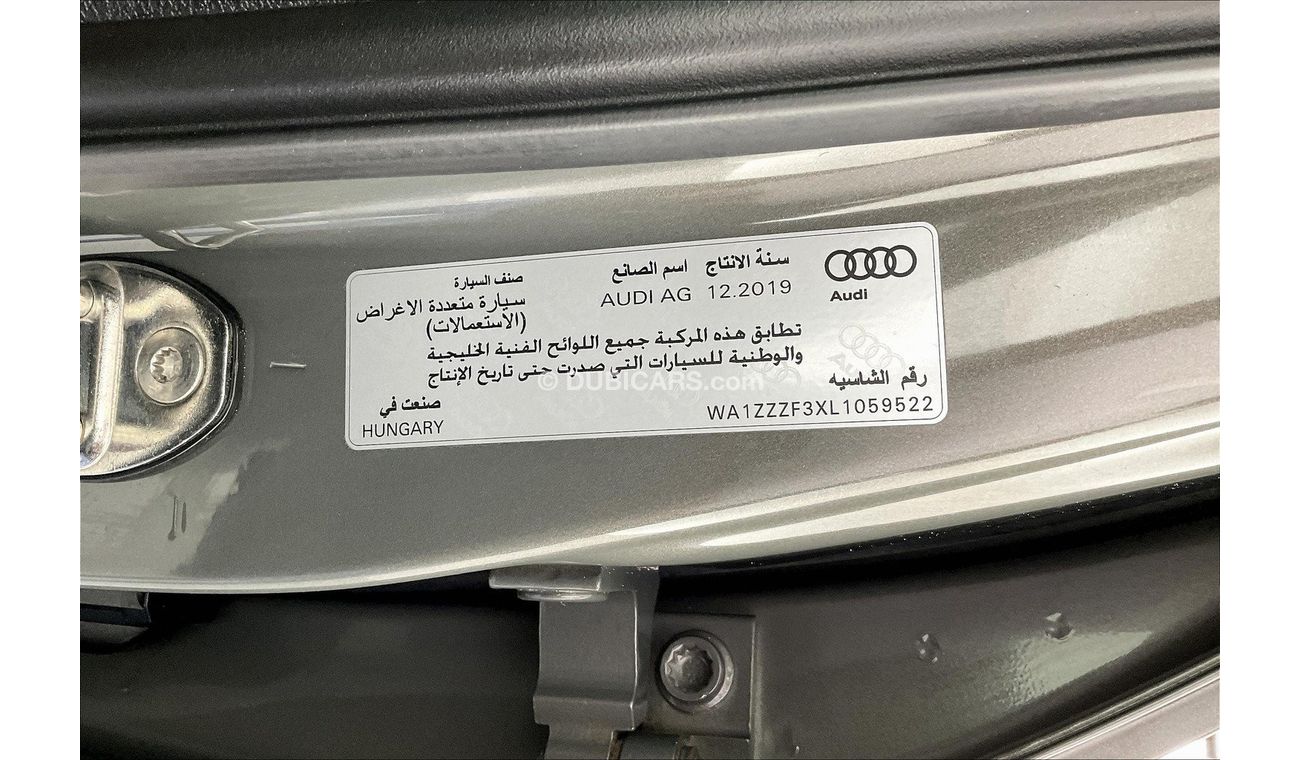 سنة الانتاج اسم الصانع صنف السيارة
12.2019 AUDI AG سيارة متعددة الاغراض
Audi
(الأستعمالات)
تطابق هذه المركبة جميع اللوائح الفنية الخليجية
والوطنية للسيارات التي صدرت حتى تاريخ الإنتاج
© DUBICARS.com
رقم الشاسيه صنعت في
WA1ZZZF3XL1059522 HUNGARY